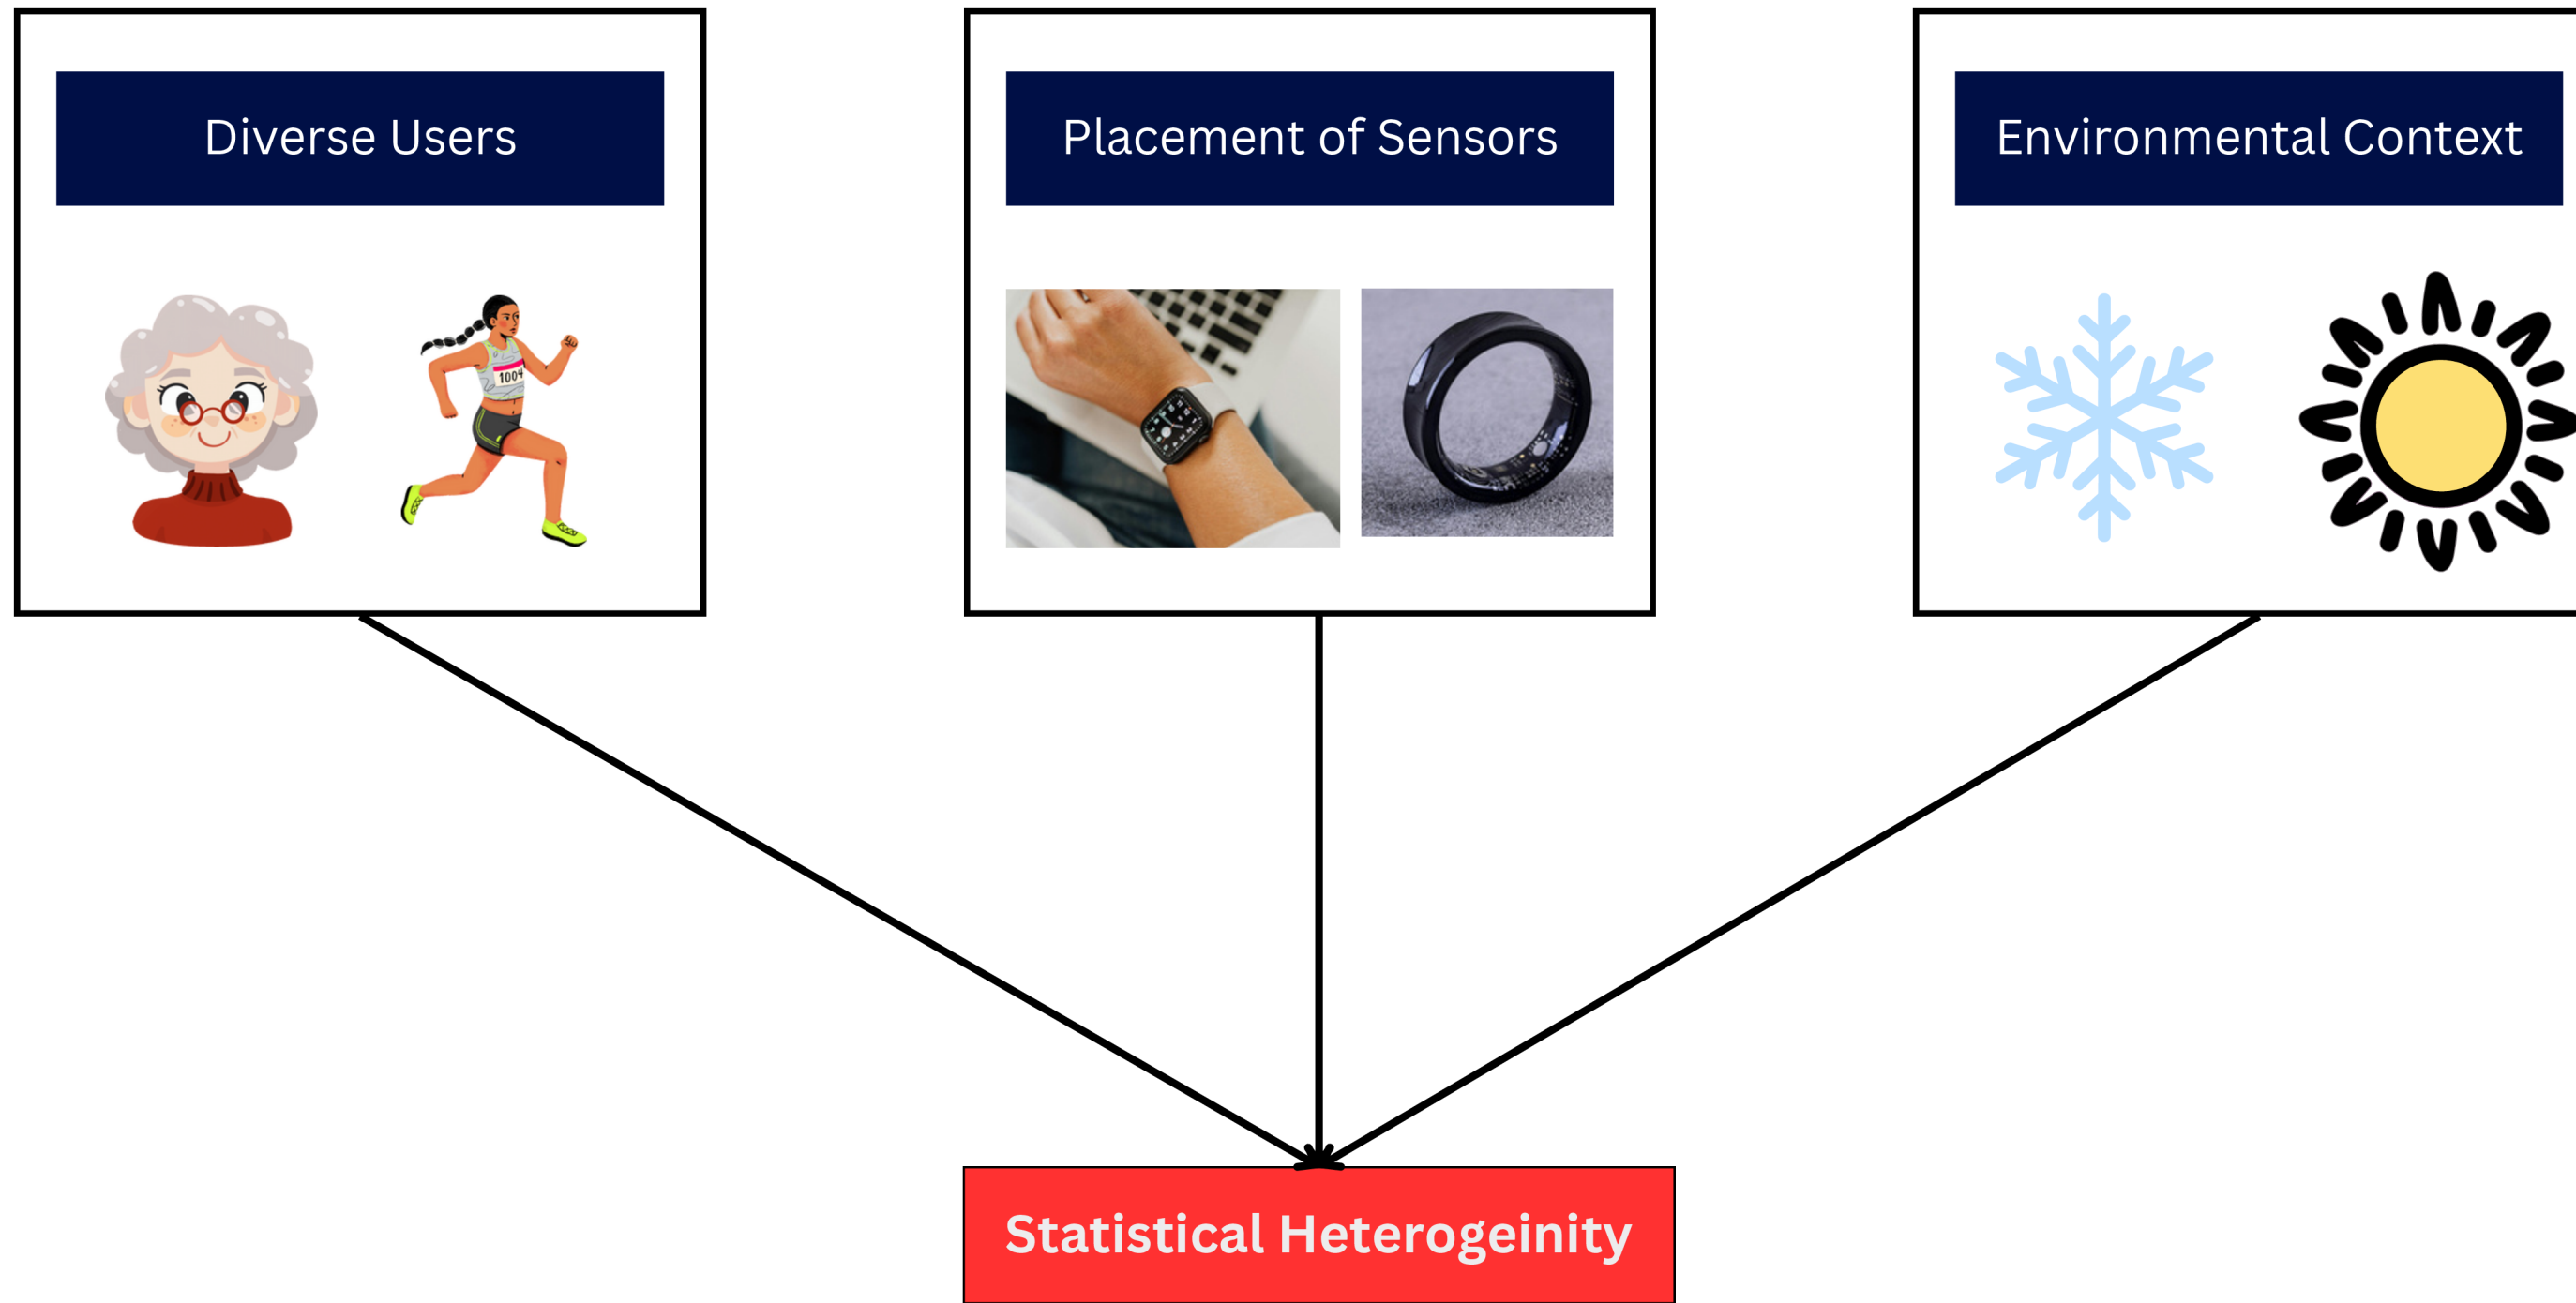 Diverse Users
Placement of Sensors
Environmental Context
1004
Statistical Heterogeinity